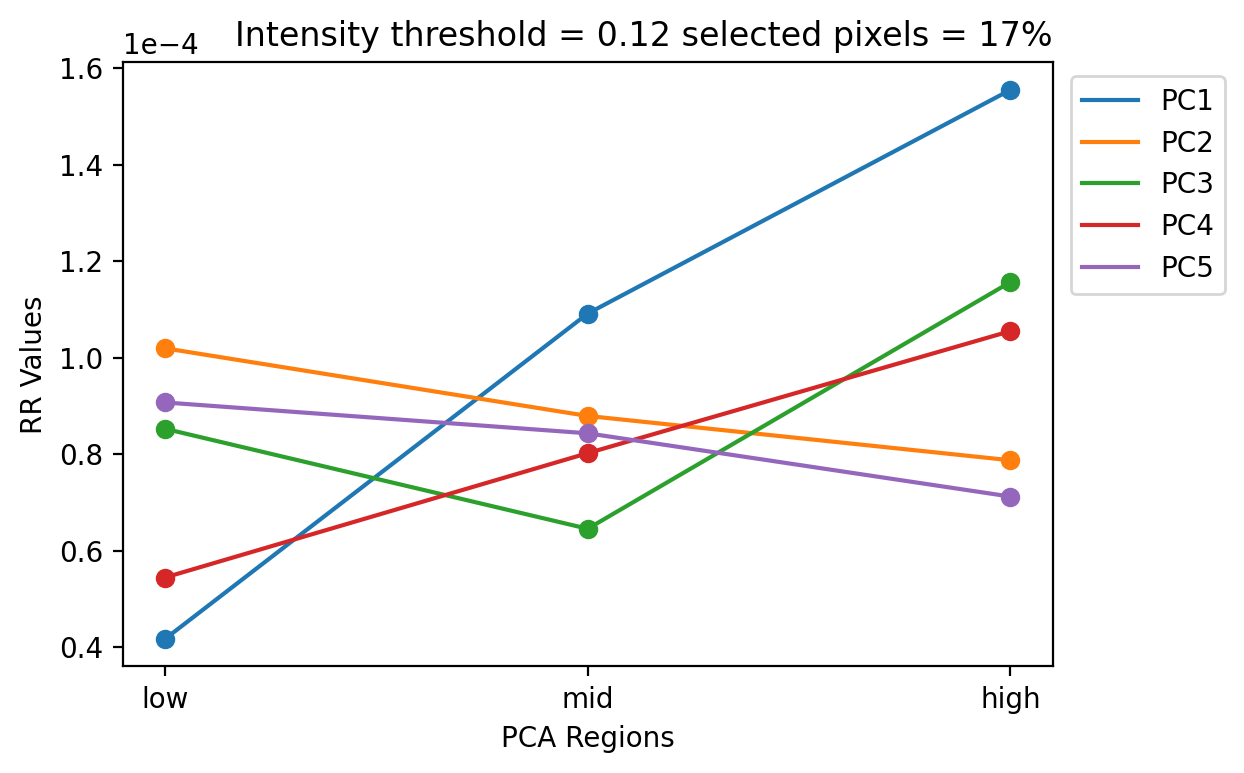 Intensity threshold = 0.12 selected pixels = 17%
1e−4
1.6
1.4
1.2
1.0
0.8
0.6
0.4
RR Values
low
mid
high
PCA Regions
PC1
PC2
PC3
PC4
PC5